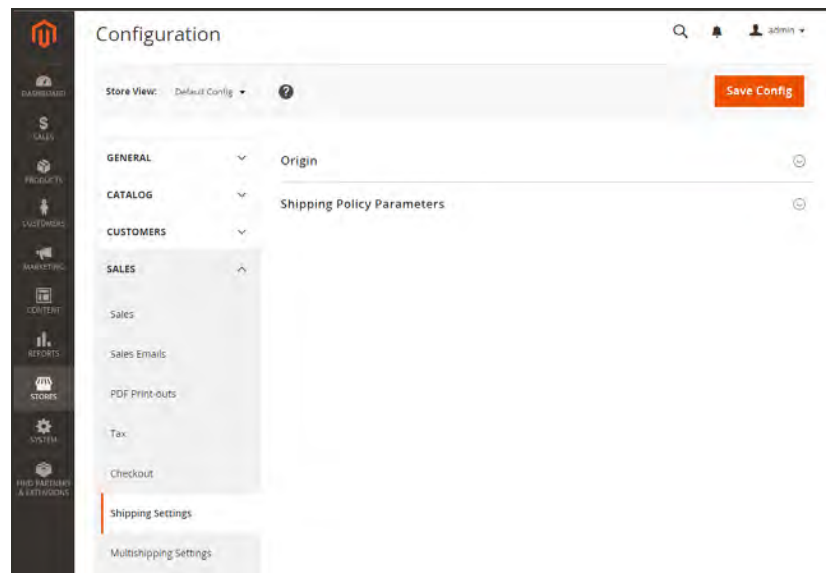 Configuration
admin
DASHBOARD
SALES
PRODUCTS
CUSTOMERS
MARKETING
CONTENT
REPORTS
STORES
SYSTEM
FIND PARTNERS
& EXTENSIONS
Store View: Default Config
?
Save Config
GENERAL
CATALOG
CUSTOMERS
SALES
Sales
Sales Emails
PDF Print-outs
Tax
Checkout
Shipping Settings
Multishipping Settings
Origin
Shipping Policy Parameters